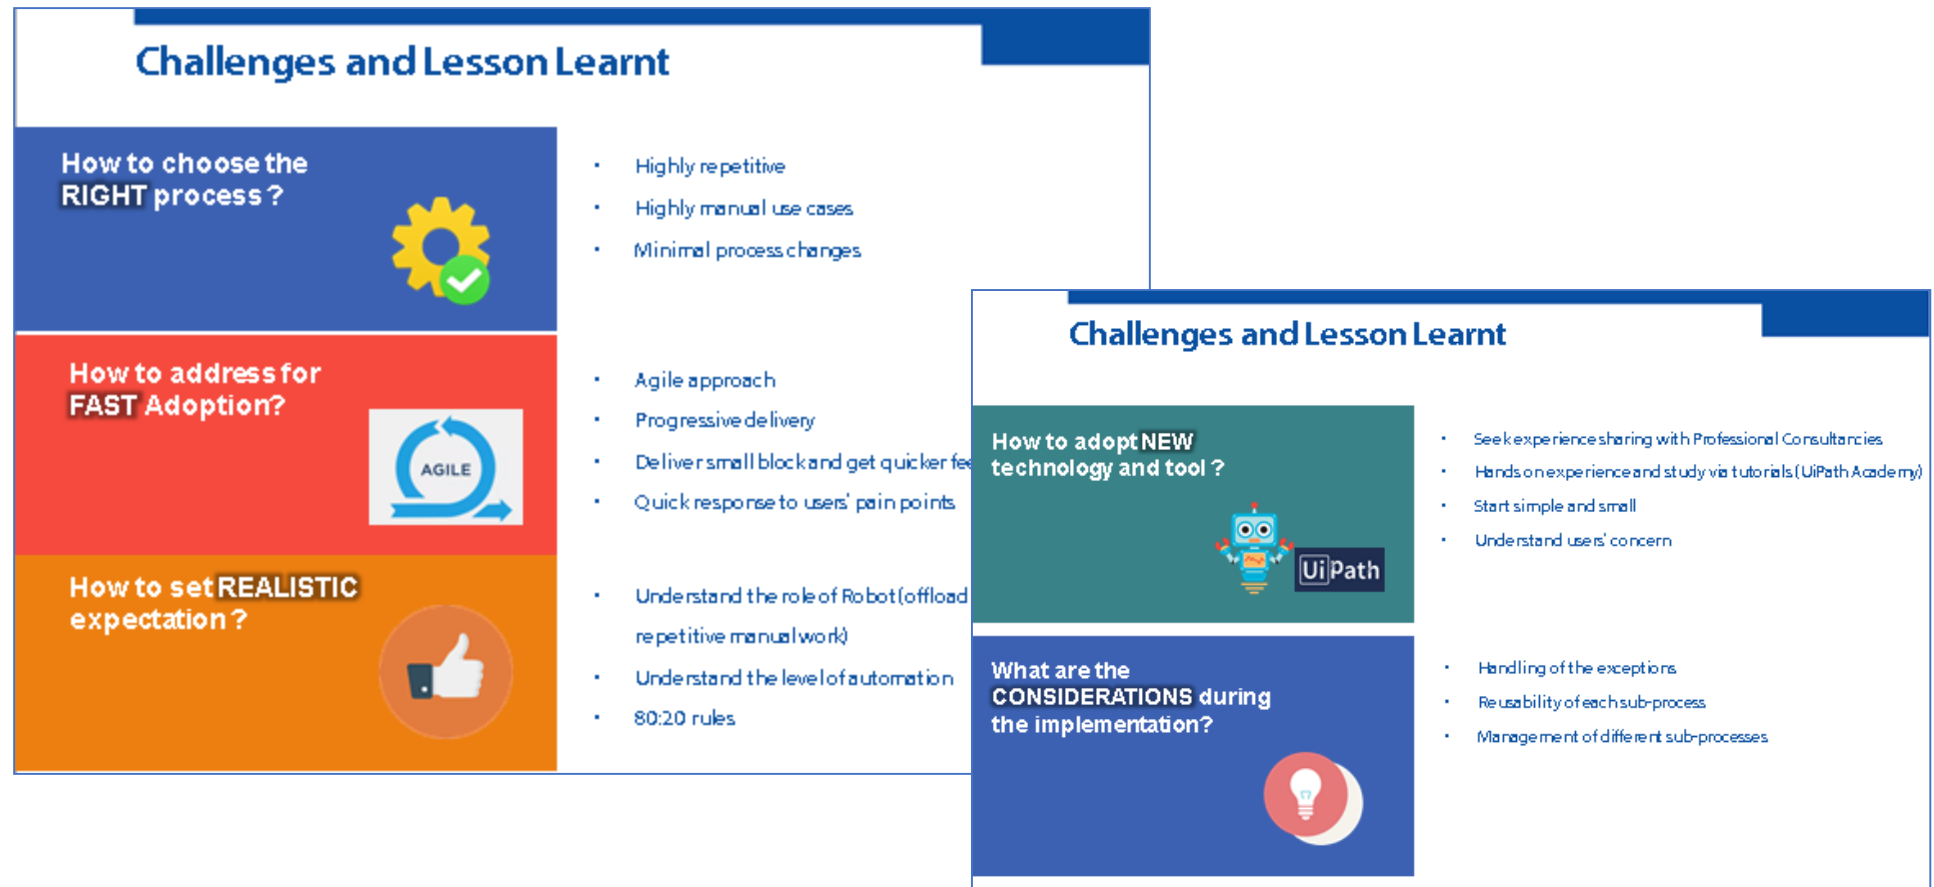 Challenges and Lesson Learnt
How to choose the
RIGHT process ?
• Highly repetitive
• Highly manual use cases
• Minimal process changes
How to address for
FAST Adoption?
AGILE
• Agile approach
• Progressive delivery
• Deliver small block and get quicker
• Quick response to users' pain points
How to set REALISTIC
expectation ?
• Understand the role of Robot (offload
repetitive manual work)
• Understand the level of automation
• 80:20 rules
Challenges and Lesson Learnt
How to adopt NEW
technology and tool ?
UiPath
• Seek experience sharing with Professional Consultancies
• Hands on experience and study via tutorials (UiPath Academy)
• Start simple and small
• Understand users' concern
What are the
CONSIDERATIONS during
the implementation?
• Handling of the exceptions
• Reusability of each sub-process
• Management of different sub-processes